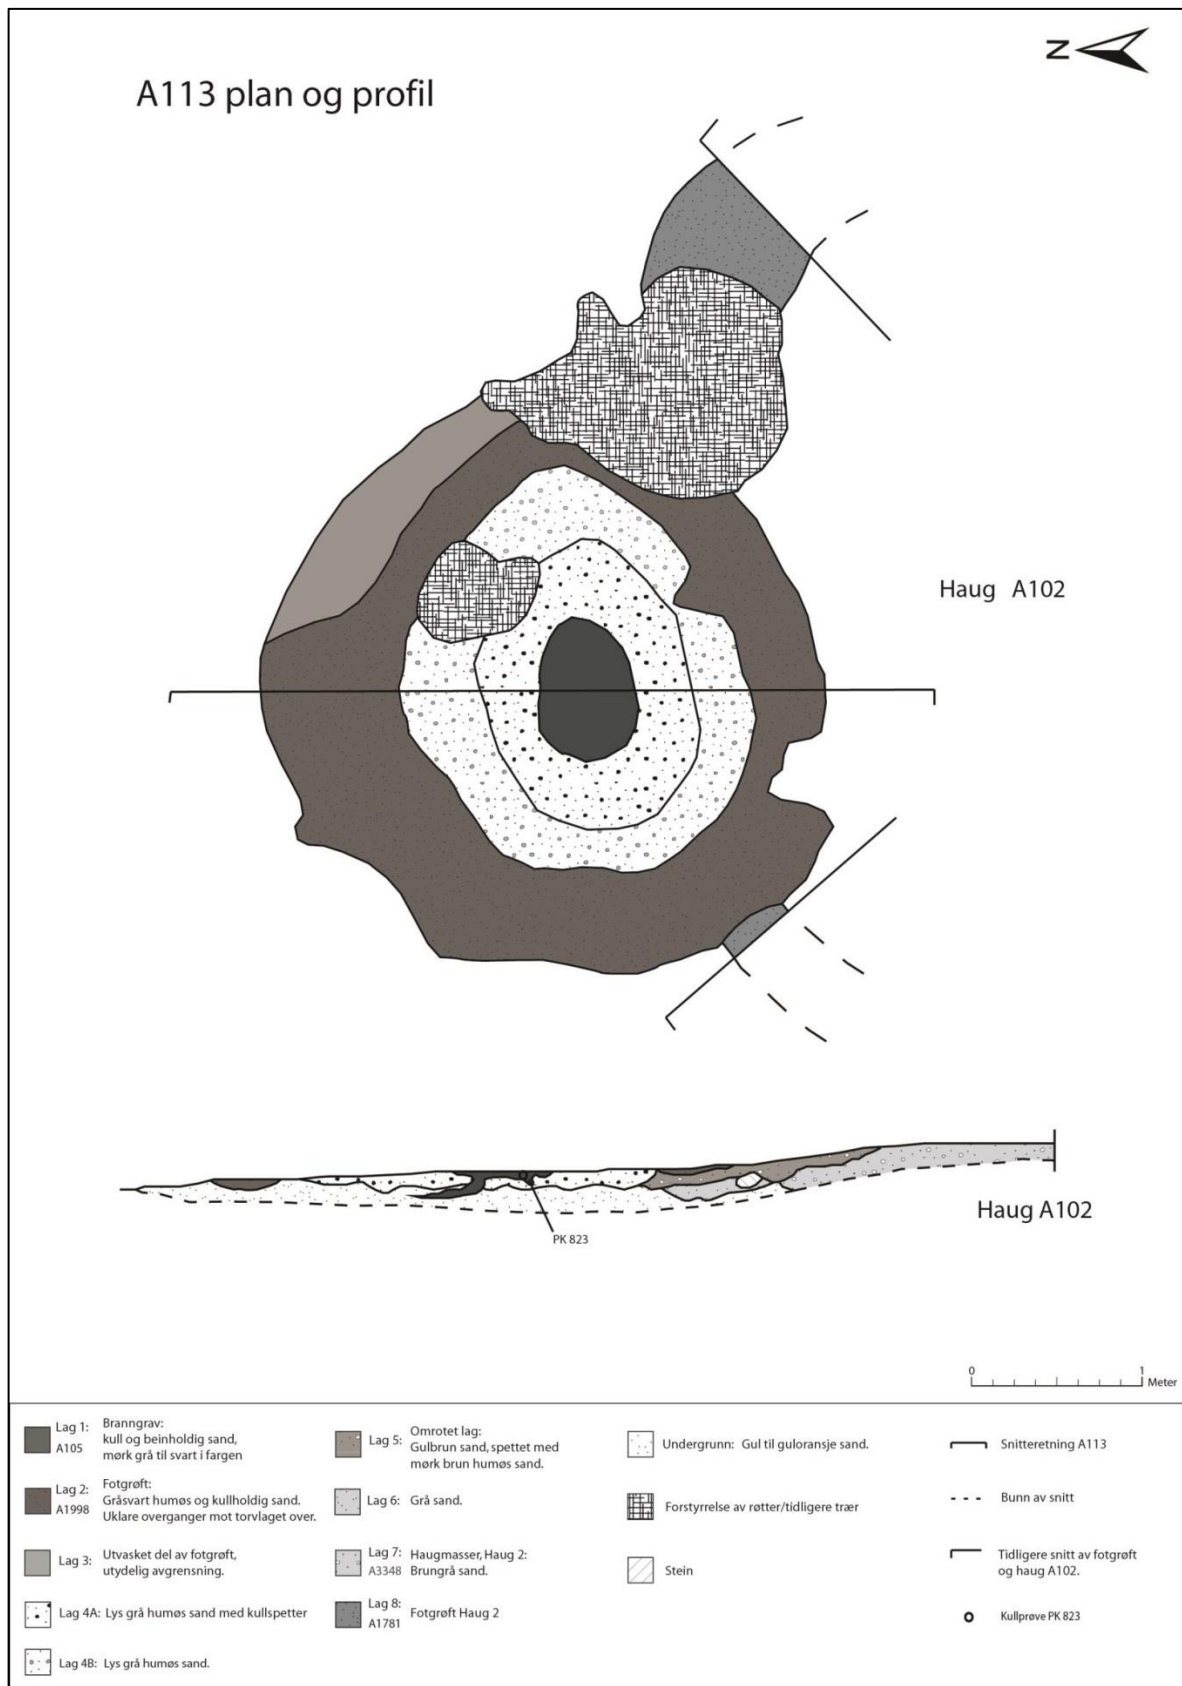 N
A113 plan og profil
Haug A102
Haug A102
PK 823
0 1
Meter
Lag 1:
A105
Branngrav:
kull og beinholdig sand,
mørk grå til svart i fargen
Lag 2:
A1998
Fotgrøft:
Gråsvart humøs og kullholdig sand.
Uklare overganger mot torvlaget over.
Lag 3:
Utvasket del av fotgrøft,
utydelig avgrensning.
Lag 4A: Lys grå humøs sand med kullspetter
Lag 4B: Lys grå humøs sand.
Lag 5:
Omrotet lag:
Gulbrun sand, spettet med
mørk brun humøs sand.
Lag 6: Grå sand.
Lag 7:
A3348
Haugmasser, Haug 2:
Brungrå sand.
Lag 8:
A1781
Fotgrøft Haug 2
Undergrunn: Gul til guloransje sand.
Forstyrrelse av røtter/tidligere trær
Stein
Snitteretning A113
Bunn av snitt
Tidligere snitt av fotgrøft
og haug A102.
Kullprøve PK 823